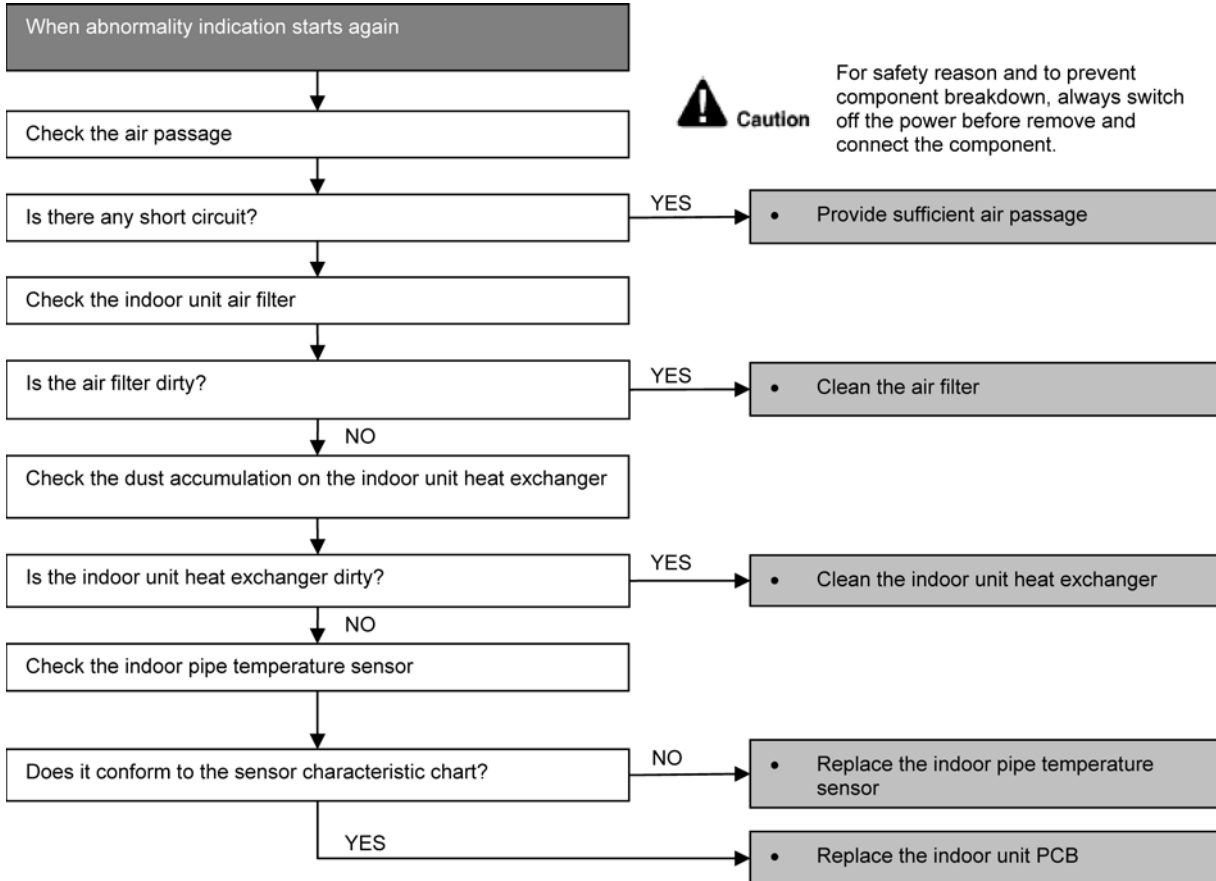 When abnormality indication starts again
For safety reason and to prevent
component breakdown, always switch
off the power before remove and
connect the component.
Caution
Check the air passage
Is there any short circuit?
YES
• Provide sufficient air passage
Check the indoor unit air filter
Is the air filter dirty?
YES
• Clean the air filter
NO
Check the dust accumulation on the indoor unit heat exchanger
Is the indoor unit heat exchanger dirty?
YES
• Clean the indoor unit heat exchanger
NO
Check the indoor pipe temperature sensor
Does it conform to the sensor characteristic chart?
NO
• Replace the indoor pipe temperature
sensor
YES
• Replace the indoor unit PCB